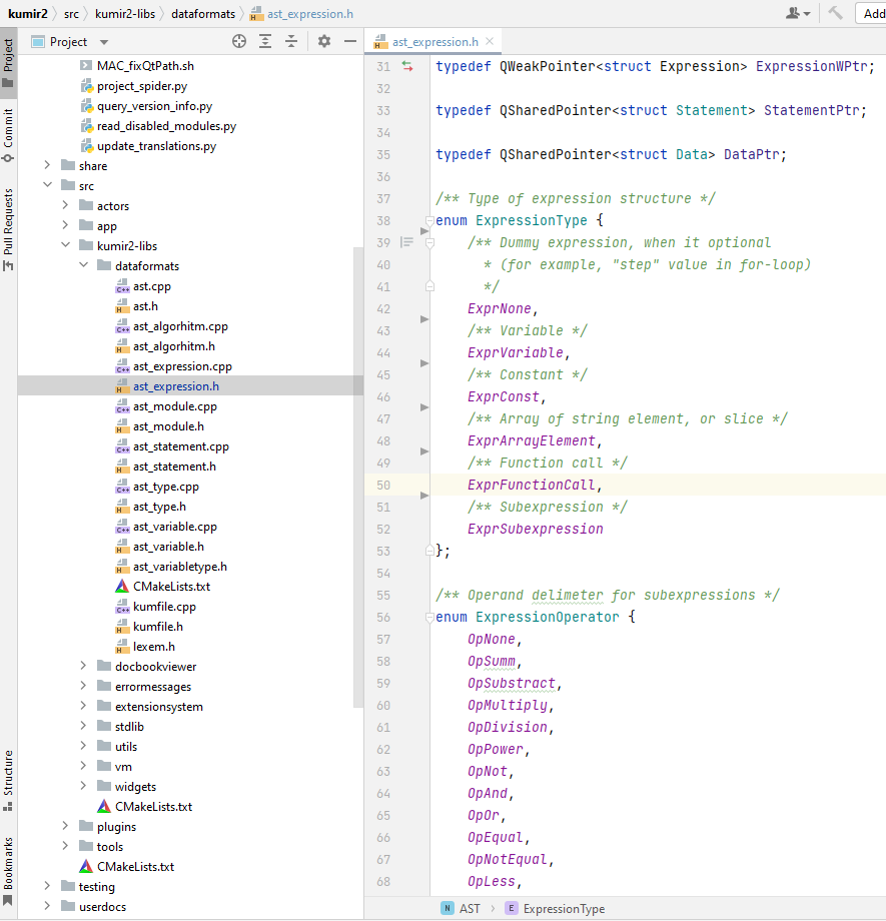 kumir2 src kumir2-libs dataformats ast_expression.h Add
Project
Commit
Pull Requests
Structure
Bookmarks
Project
MAC_fixQtPath.sh
project_spider.py
query_version_info.py
read_disabled_modules.py
update_translations.py
share
src
actors
app
kumir2-libs
dataformats
ast.cpp
ast.h
ast_algorhitm.cpp
ast_algorhitm.h
ast_expression.cpp
ast_expression.h
ast_module.cpp
ast_module.h
ast_statement.cpp
ast_statement.h
ast_type.cpp
ast_type.h
ast_variable.cpp
ast_variable.h
ast_variabletype.h
CMakeLists.txt
kumfile.cpp
kumfile.h
lexem.h
docbookviewer
errormessages
extensionsystem
stdlib
utils
vm
widgets
CMakeLists.txt
plugins
tools
CMakeLists.txt
testing
userdocs
ast_expression.h
31 typedef QWeakPointer<struct Expression> ExpressionWPtr;
32
33 typedef QSharedPointer<struct Statement> StatementPtr;
34
35 typedef QSharedPointer<struct Data> DataPtr;
36
37 /** Type of expression structure */
38 enum ExpressionType {
39 /** Dummy expression, when it optional
40 * (for example, "step" value in for-loop)
41 */
42 ExprNone,
43 /** Variable */
44 ExprVariable,
45 /** Constant */
46 ExprConst,
47 /** Array of string element, or slice */
48 ExprArrayElement,
49 /** Function call */
50 ExprFunctionCall,
51 /** Subexpression */
52 ExprSubexpression
53 };
54
55 /** Operand delimeter for subexpressions */
56 enum ExpressionOperator {
57 OpNone,
58 OpSumm,
59 OpSubstract,
60 OpMultiply,
61 OpDivision,
62 OpPower,
63 OpNot,
64 OpAnd,
65 OpOr,
66 OpEqual,
67 OpNotEqual,
68 OpLess,
N AST E ExpressionType